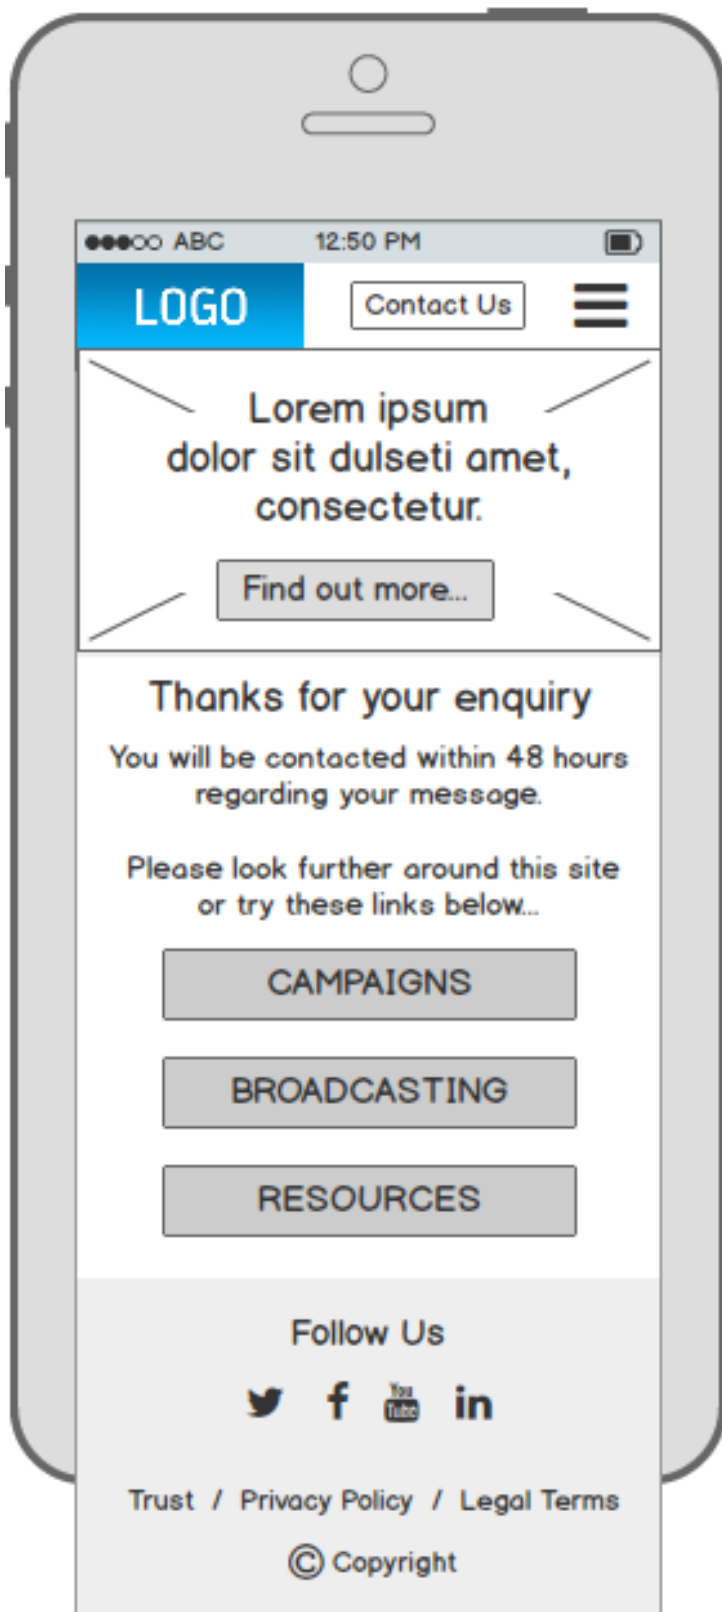 ABC 12:50 PM
LOGO Contact Us
Lorem ipsum
dolor sit dulseti amet,
consectetur.
Find out more...
Thanks for your enquiry
You will be contacted within 48 hours
regarding your message.
Please look further around this site
or try these links below...
CAMPAIGNS
BROADCASTING
RESOURCES
Follow Us
You
Tube
Trust / Privacy Policy / Legal Terms
© Copyright